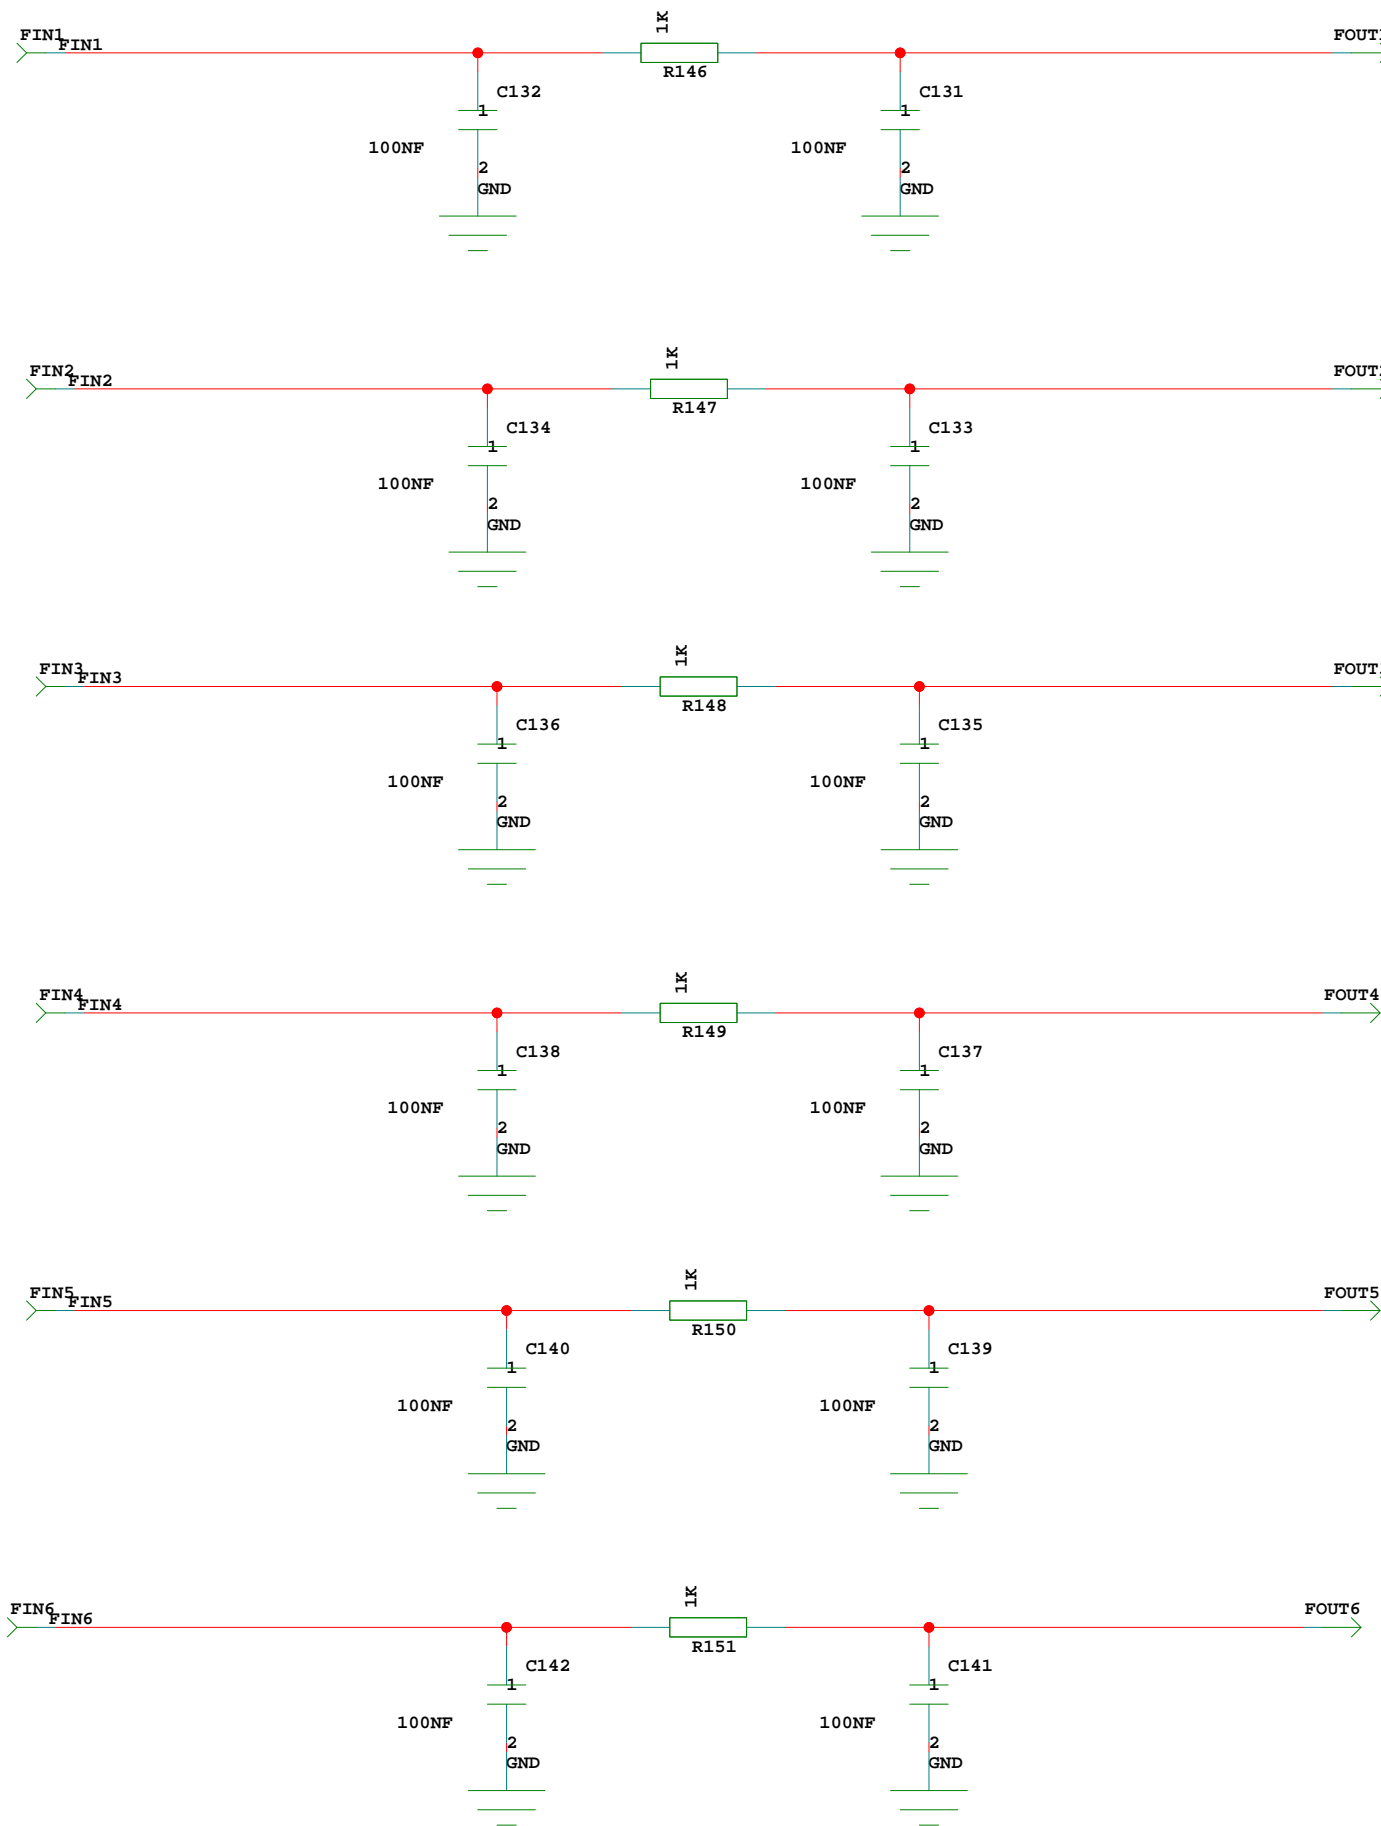 1K
FIN1
FIN1
FOUT
R146
C132
C131
1
1
100NF
100NF
2
2
GND
GND
1K
FIN2
FIN2
FOUT
R147
C134
C133
1
1
100NF
100NF
2
2
GND
GND
1K
FIN3
FIN3
FOUT
R148
C136
C135
1
1
100NF
100NF
2
2
GND
GND
1K
FIN4
FIN4
FOUT4
R149
C138
C137
1
1
100NF
100NF
2
2
GND
GND
1K
FIN5
FIN5
FOUT5
R150
C140
C139
1
1
100NF
100NF
2
2
GND
GND
1K
FIN6
FIN6
FOUT6
R151
C142
C141
1
1
100NF
100NF
2
2
GND
GND